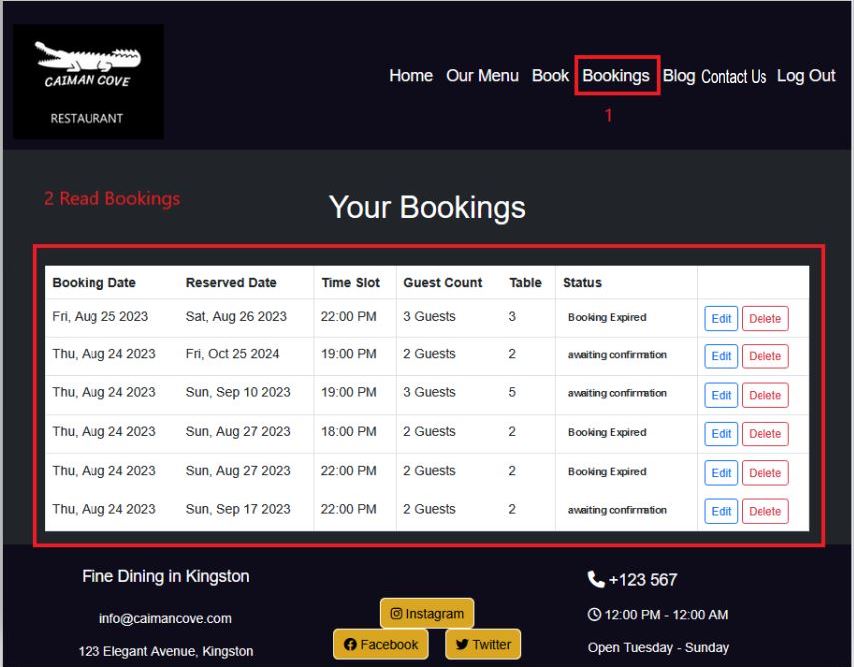 CAIMAN COVE
RESTAURANT
Home Our Menu Book Bookings Blog Contact Us Log Out
1
2 Read Bookings
Your Bookings
Booking Date Reserved Date Time Slot Guest Count Table Status
Fri, Aug 25 2023 Sat, Aug 26 2023 22:00 PM 3 Guests 3 Booking Expired Edit Delete
Thu, Aug 24 2023 Fri, Oct 25 2024 19:00 PM 2 Guests 2 awaiting confirmation Edit Delete
Thu, Aug 24 2023 Sun, Sep 10 2023 19:00 PM 3 Guests 5 awaiting confirmation Edit Delete
Thu, Aug 24 2023 Sun, Aug 27 2023 18:00 PM 2 Guests 2 Booking Expired Edit Delete
Thu, Aug 24 2023 Sun, Aug 27 2023 22:00 PM 2 Guests 2 Booking Expired Edit Delete
Thu, Aug 24 2023 Sun, Sep 17 2023 22:00 PM 2 Guests 2 awaiting confirmation Edit Delete
Fine Dining in Kingston
info@caimancove.com
123 Elegant Avenue, Kingston
Instagram
Facebook Twitter
+123 567
12:00 PM - 12:00 AM
Open Tuesday - Sunday